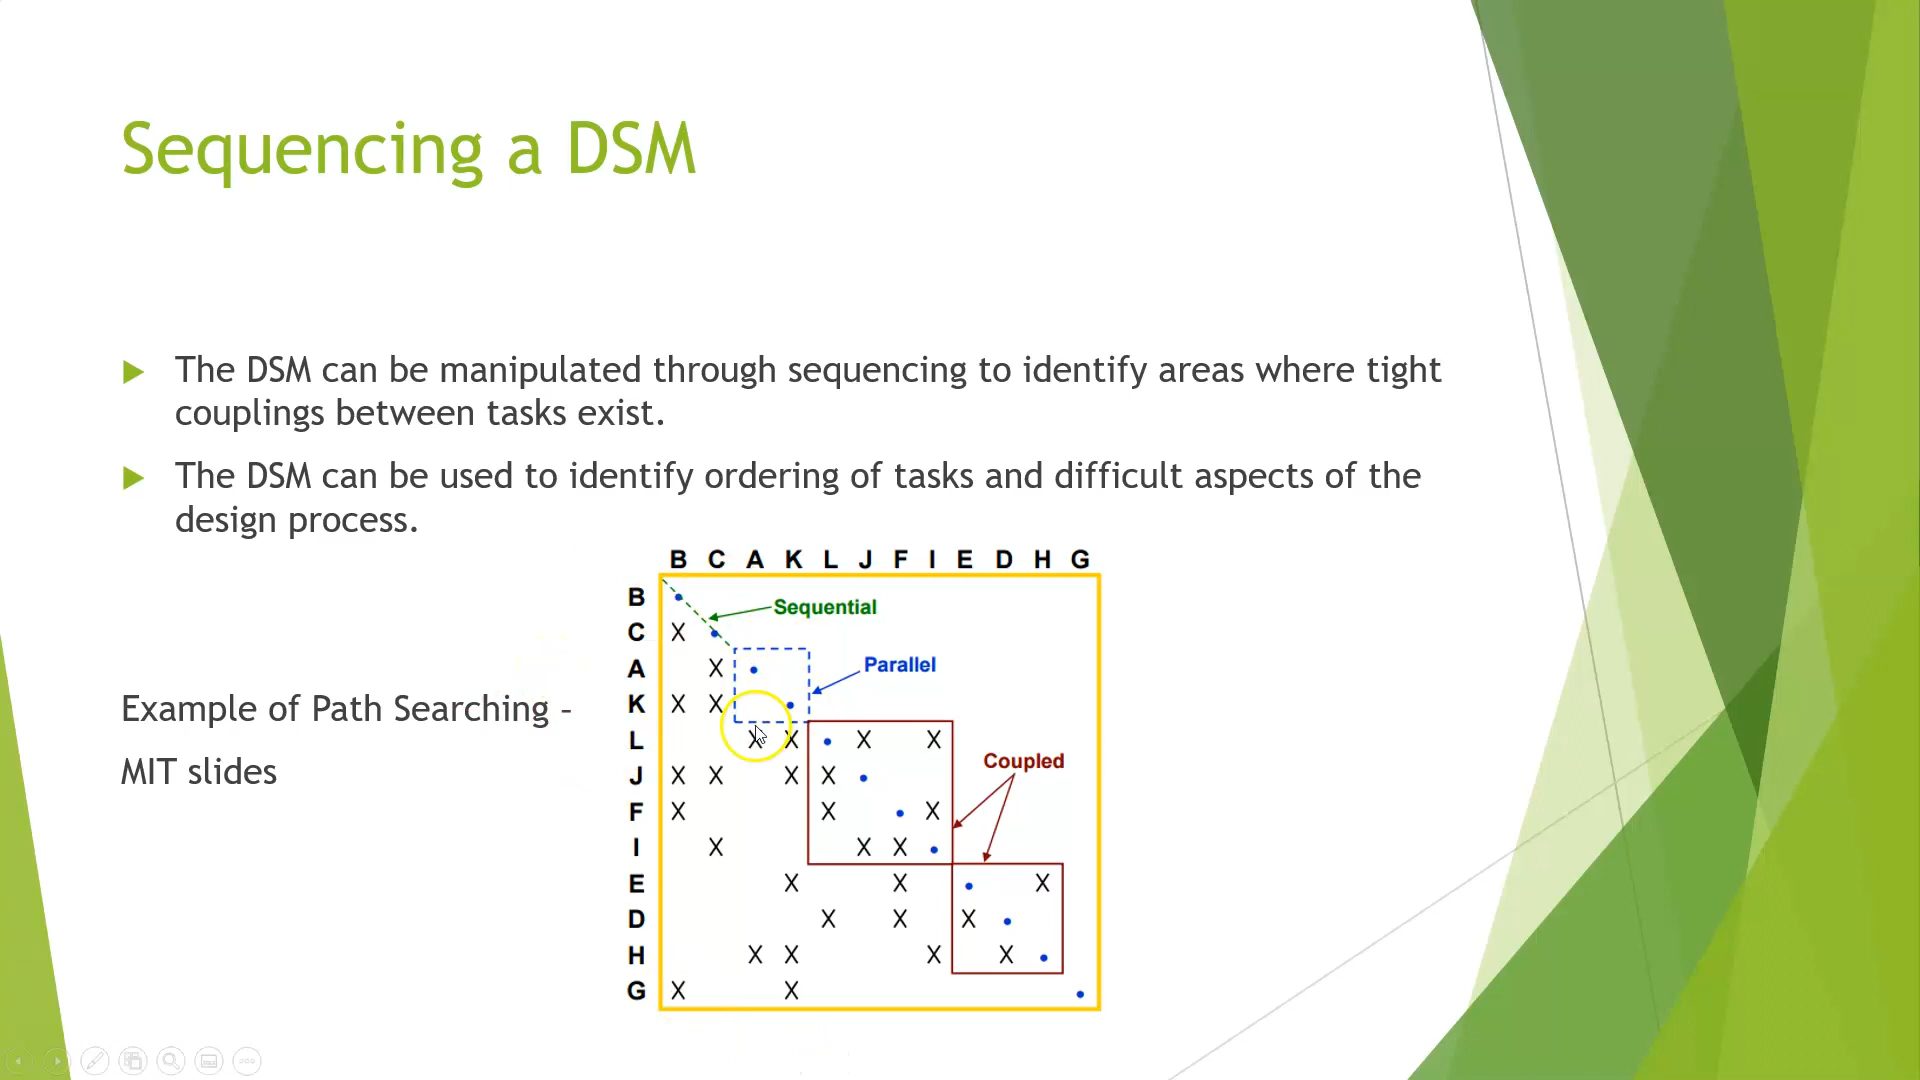 Sequencing a DSM
The DSM can be manipulated through sequencing to identify areas where tight
couplings between tasks exist.
The DSM can be used to identify ordering of tasks and difficult aspects of the
design process.
Example of Path Searching –
MIT slides
B C A K L J F I E D H G
B Sequential
C X
A X Parallel
K X X
L X X X X
Coupled
J X X X X
F X X X
I X X X
E X X X
D X X X
H X X X X
G X X